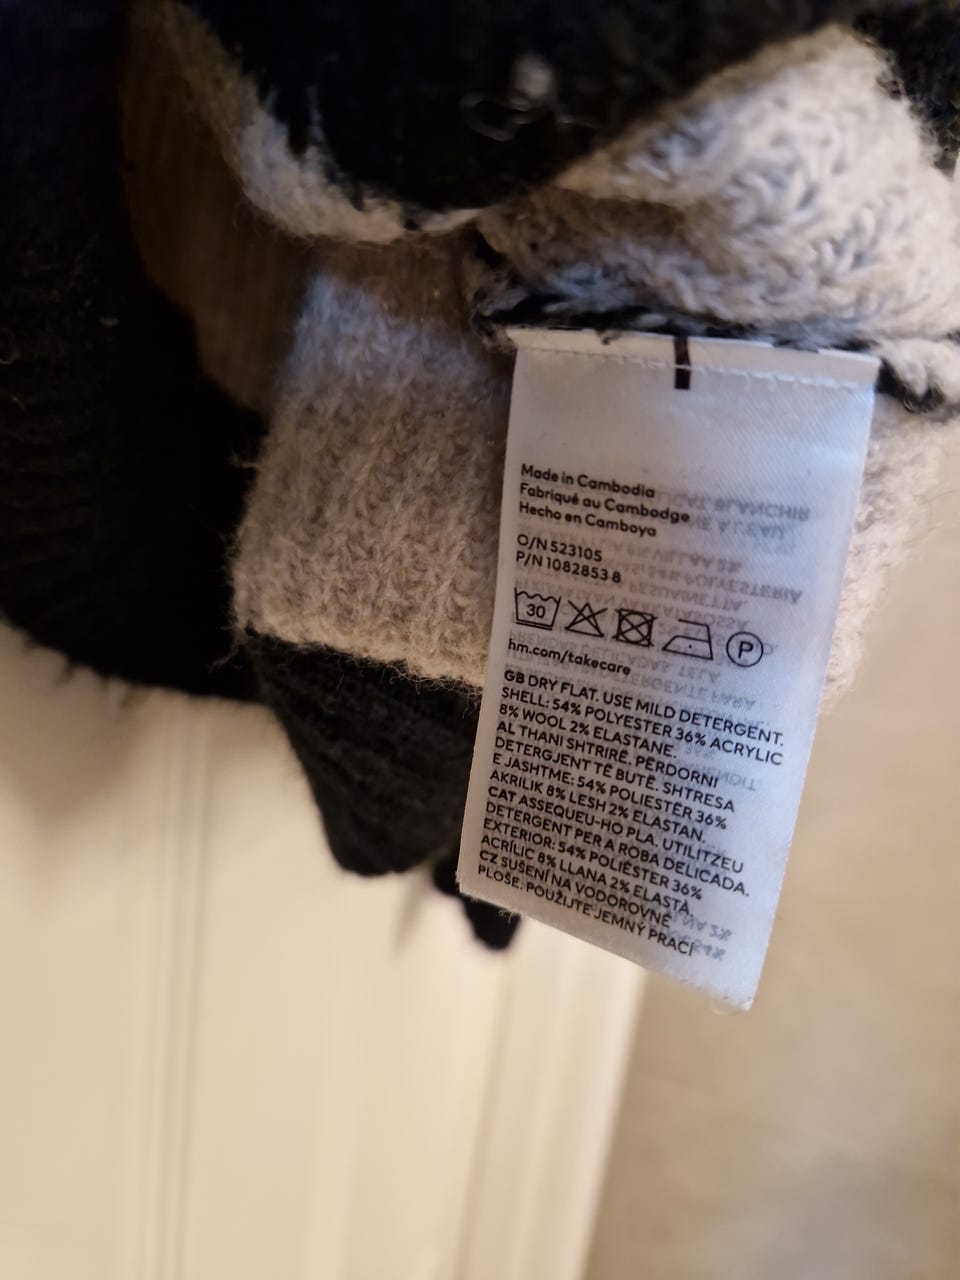 Made in Cambodia
Fabriqué au Cambodge
Hecho en Camboya
O/N 523105
P/N 1082853 8
30
P
hm.com/takecare
GB DRY FLAT. USE MILD DETERGENT.
SHELL: 54% POLYESTER 36% ACRYLIC
8% WOOL 2% ELASTANE.
AL THANI SHTRIRË. PËRDORNI
DETERGJENT TË BUTË. SHTRESA
E JASHTME: 54% POLIESTËR 36%
AKRILIK 8% LESH 2% ELASTAN.
CAT ASSEQUEU-HO PLA. UTILITZEU
DETERGENT PER A ROBA DELICADA.
EXTERIOR: 54% POLIÈSTER 36%
ACRÍLIC 8% LLANA 2% ELASTÀ.
CZ SUŠENÍ NA VODOROVNÉ
PLOŠE. POUŽIJTE JEMNÝ PRACÍ